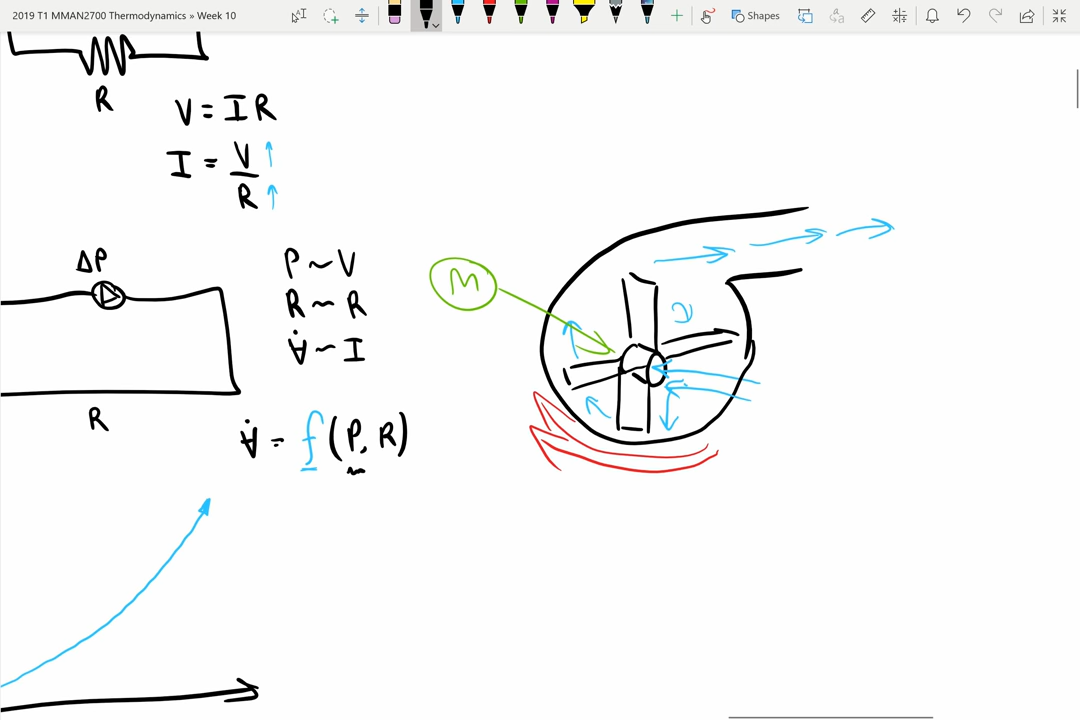 2019 T1 MMAN2700 Thermodynamics » Week 10
Shapes
R
V = I R
I = V/R
ΔP
P ~ V
R ~ R
V̶̇ ~ I
R
V̶̇ = f(P, R)
M